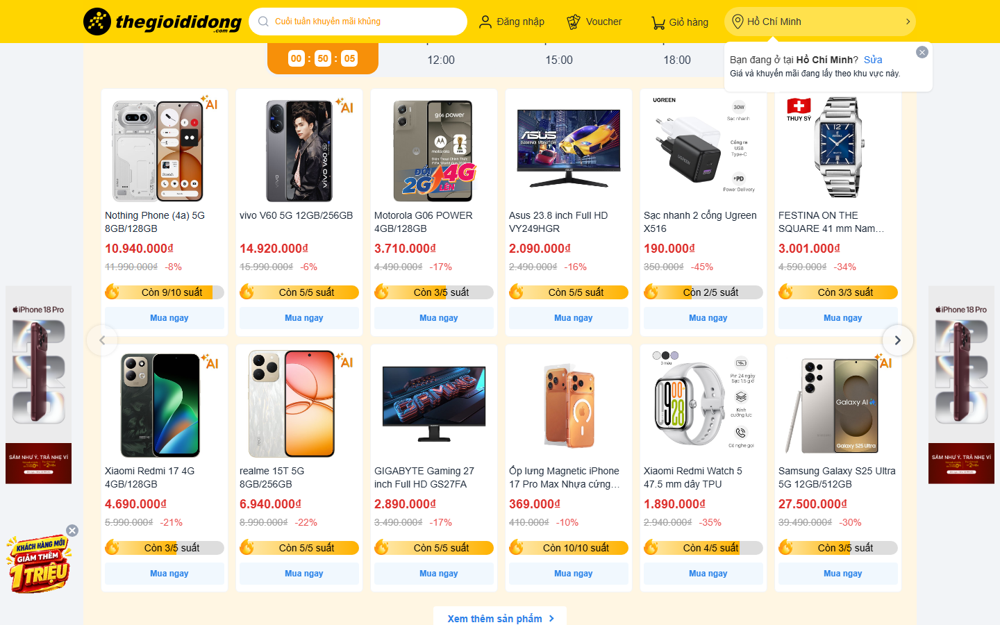 thegioididong
.com
Cuối tuần khuyến mãi khủng
Đăng nhập
Voucher
Giỏ hàng
Hồ Chí Minh
Bạn đang ở tại Hồ Chí Minh? Sửa
Giá và khuyến mãi đang lấy theo khu vực này.
00 : 50 : 05
12:00
15:00
18:00
AI
Nothing Phone (4a) 5G
8GB/128GB
10.940.000₫
11.990.000₫ -8%
Còn 9/10 suất
Mua ngay
AI
vivo V60 5G
vivo
vivo V60 5G 12GB/256GB
14.920.000₫
15.990.000₫ -6%
Còn 5/5 suất
Mua ngay
g06 power
motorola
FIFA
Điện Thoại Chính Thức
ĐỔI
2G
4G
LÊN
Motorola G06 POWER
4GB/128GB
3.710.000₫
4.490.000₫ -17%
Còn 3/5 suất
Mua ngay
ASUS
GAMING MONITOR
Asus 23.8 inch Full HD
VY249HGR
2.090.000₫
2.490.000₫ -16%
Còn 5/5 suất
Mua ngay
UGREEN
30W
Sạc nhanh
Cổng ra
USB
Type-C
+PD
Power Delivery
UGREEN
Sạc nhanh 2 cổng Ugreen
X516
190.000₫
350.000₫ -45%
Còn 2/5 suất
Mua ngay
THỤY SỸ
FESTINA
FESTINA ON THE
SQUARE 41 mm Nam...
3.001.000₫
4.590.000₫ -34%
Còn 3/3 suất
Mua ngay
AI
REDMI
Xiaomi Redmi 17 4G
4GB/128GB
4.690.000₫
5.990.000₫ -21%
Còn 3/5 suất
Mua ngay
AI
realme 15T 5G
8GB/256GB
6.940.000₫
8.990.000₫ -22%
Còn 5/5 suất
Mua ngay
GIGABYTE Gaming 27
inch Full HD GS27FA
2.890.000₫
3.490.000₫ -17%
Còn 5/5 suất
Mua ngay
Ốp lưng Magnetic iPhone
17 Pro Max Nhựa cứng...
369.000₫
410.000₫ -10%
Còn 10/10 suất
Mua ngay
3 màu
Pin 24 ngày
Sạc 1.5 giờ
Kính
cường lực
Có nghe gọi
Xiaomi Redmi Watch 5
47.5 mm dây TPU
1.890.000₫
2.940.000₫ -35%
Còn 4/5 suất
Mua ngay
AI
Galaxy AI
Galaxy S25 Ultra
Samsung Galaxy S25 Ultra
5G 12GB/512GB
27.500.000₫
39.490.000₫ -30%
Còn 3/5 suất
Mua ngay
Xem thêm sản phẩm
iPhone 18 Pro
PRO
SẮM NHƯ Ý, TRẢ NHẸ VÍ
iPhone 18 Pro
PRO
SẮM NHƯ Ý, TRẢ NHẸ VÍ
KHÁCH HÀNG MỚI
GIẢM THÊM
1 TRIỆU